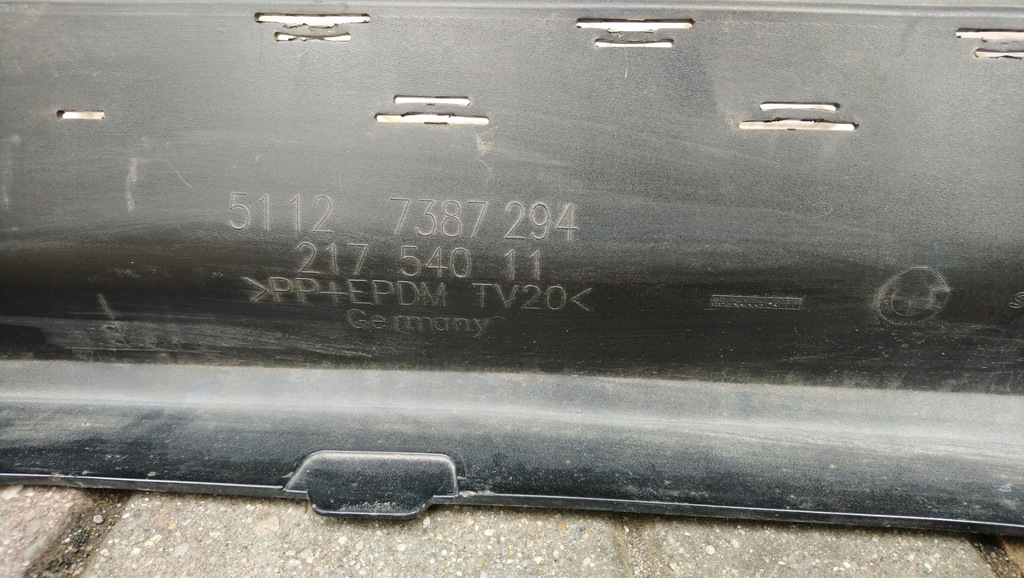 5112 7387 294
217 540 11
>PP+EPDM TV20<
Germany